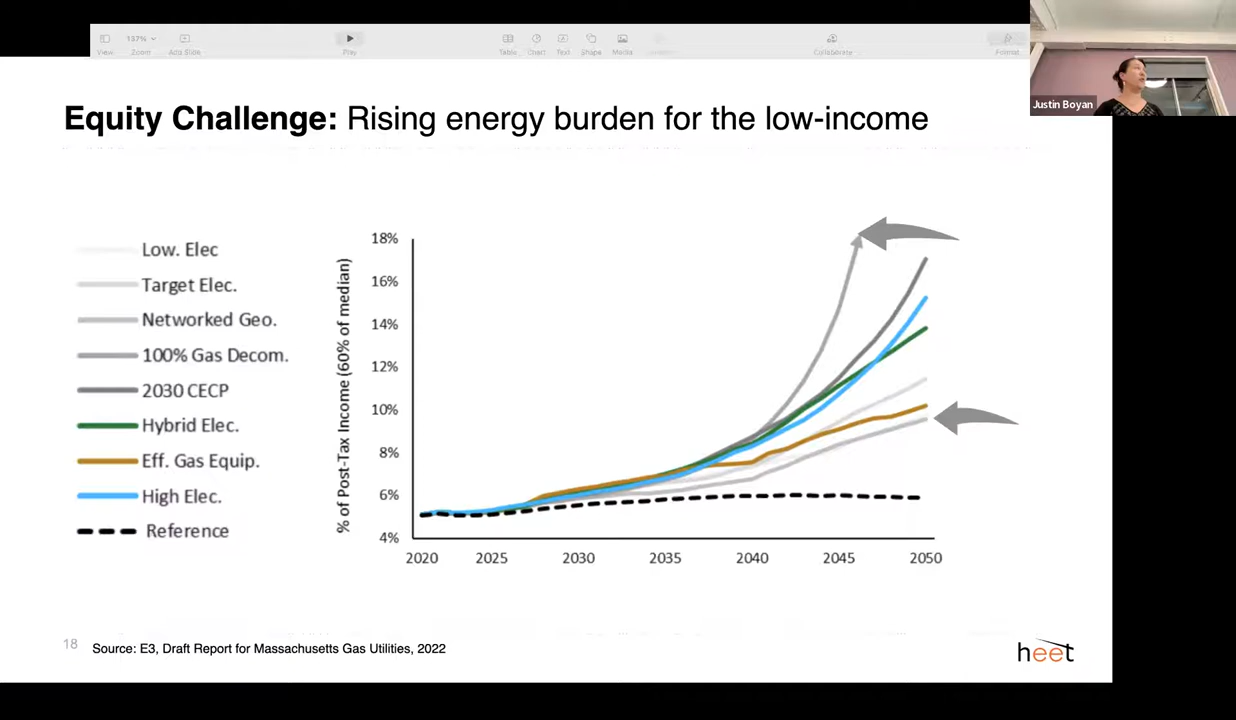 137%
View
Zoom
Add Slide
Play
Table
Chart
Text
Shape
Media
Collaborate
Format
Justin Boyan
Equity Challenge: Rising energy burden for the low-income
Low. Elec
Target Elec.
Networked Geo.
100% Gas Decom.
2030 CECP
Hybrid Elec.
Eff. Gas Equip.
High Elec.
Reference
% of Post-Tax Income (60% of median)
18%
16%
14%
12%
10%
8%
6%
4%
2020
2025
2030
2035
2040
2045
2050
18
Source: E3, Draft Report for Massachusetts Gas Utilities, 2022
heet